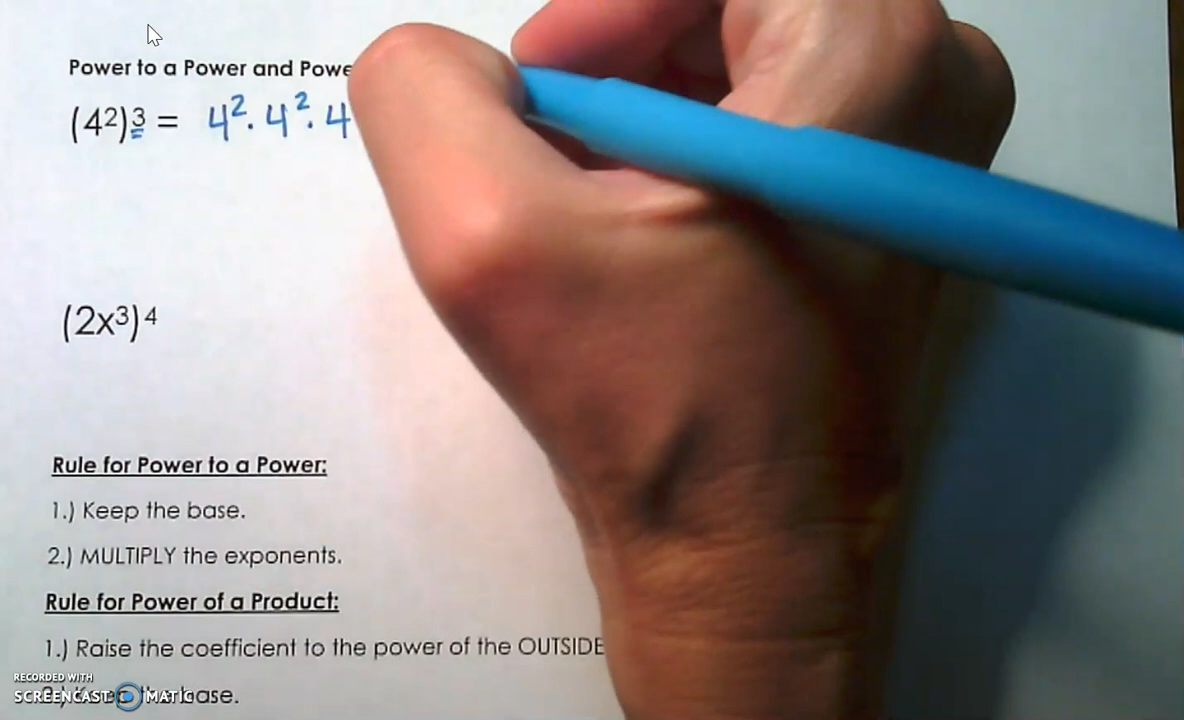 Power to a Power and Powe
(4²)³ = 4² · 4² · 4
(2x³)⁴
Rule for Power to a Power:
1.) Keep the base.
2.) MULTIPLY the exponents.
Rule for Power of a Product:
1.) Raise the coefficient to the power of the OUTSIDE
base.
RECORDED WITH
SCREENCAST MATIC